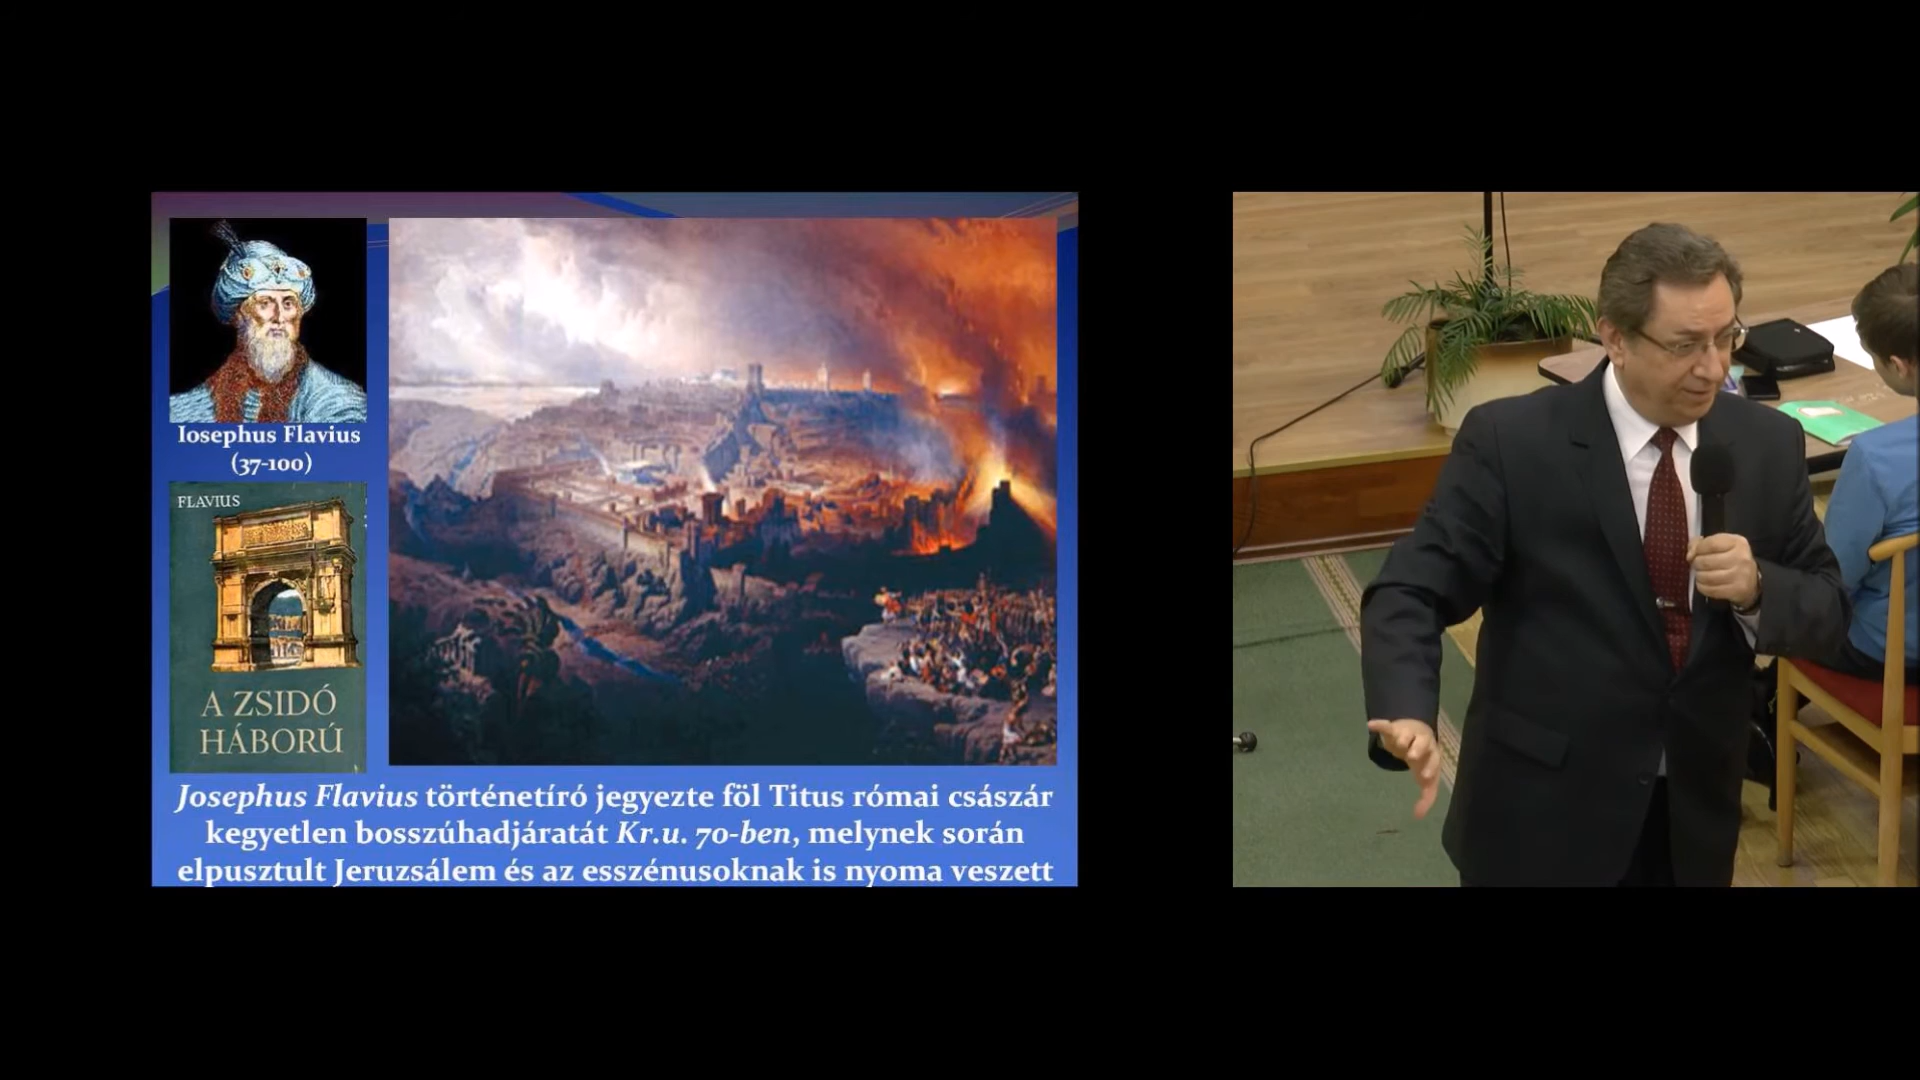 Iosephus Flavius
(37-100)
FLAVIUS
A ZSIDÓ
HÁBORÚ
Josephus Flavius történetíró jegyezte föl Titus római császár
kegyetlen bosszúhadjáratát Kr.u. 70-ben, melynek során
elpusztult Jeruzsálem és az esszénusoknak is nyoma veszett